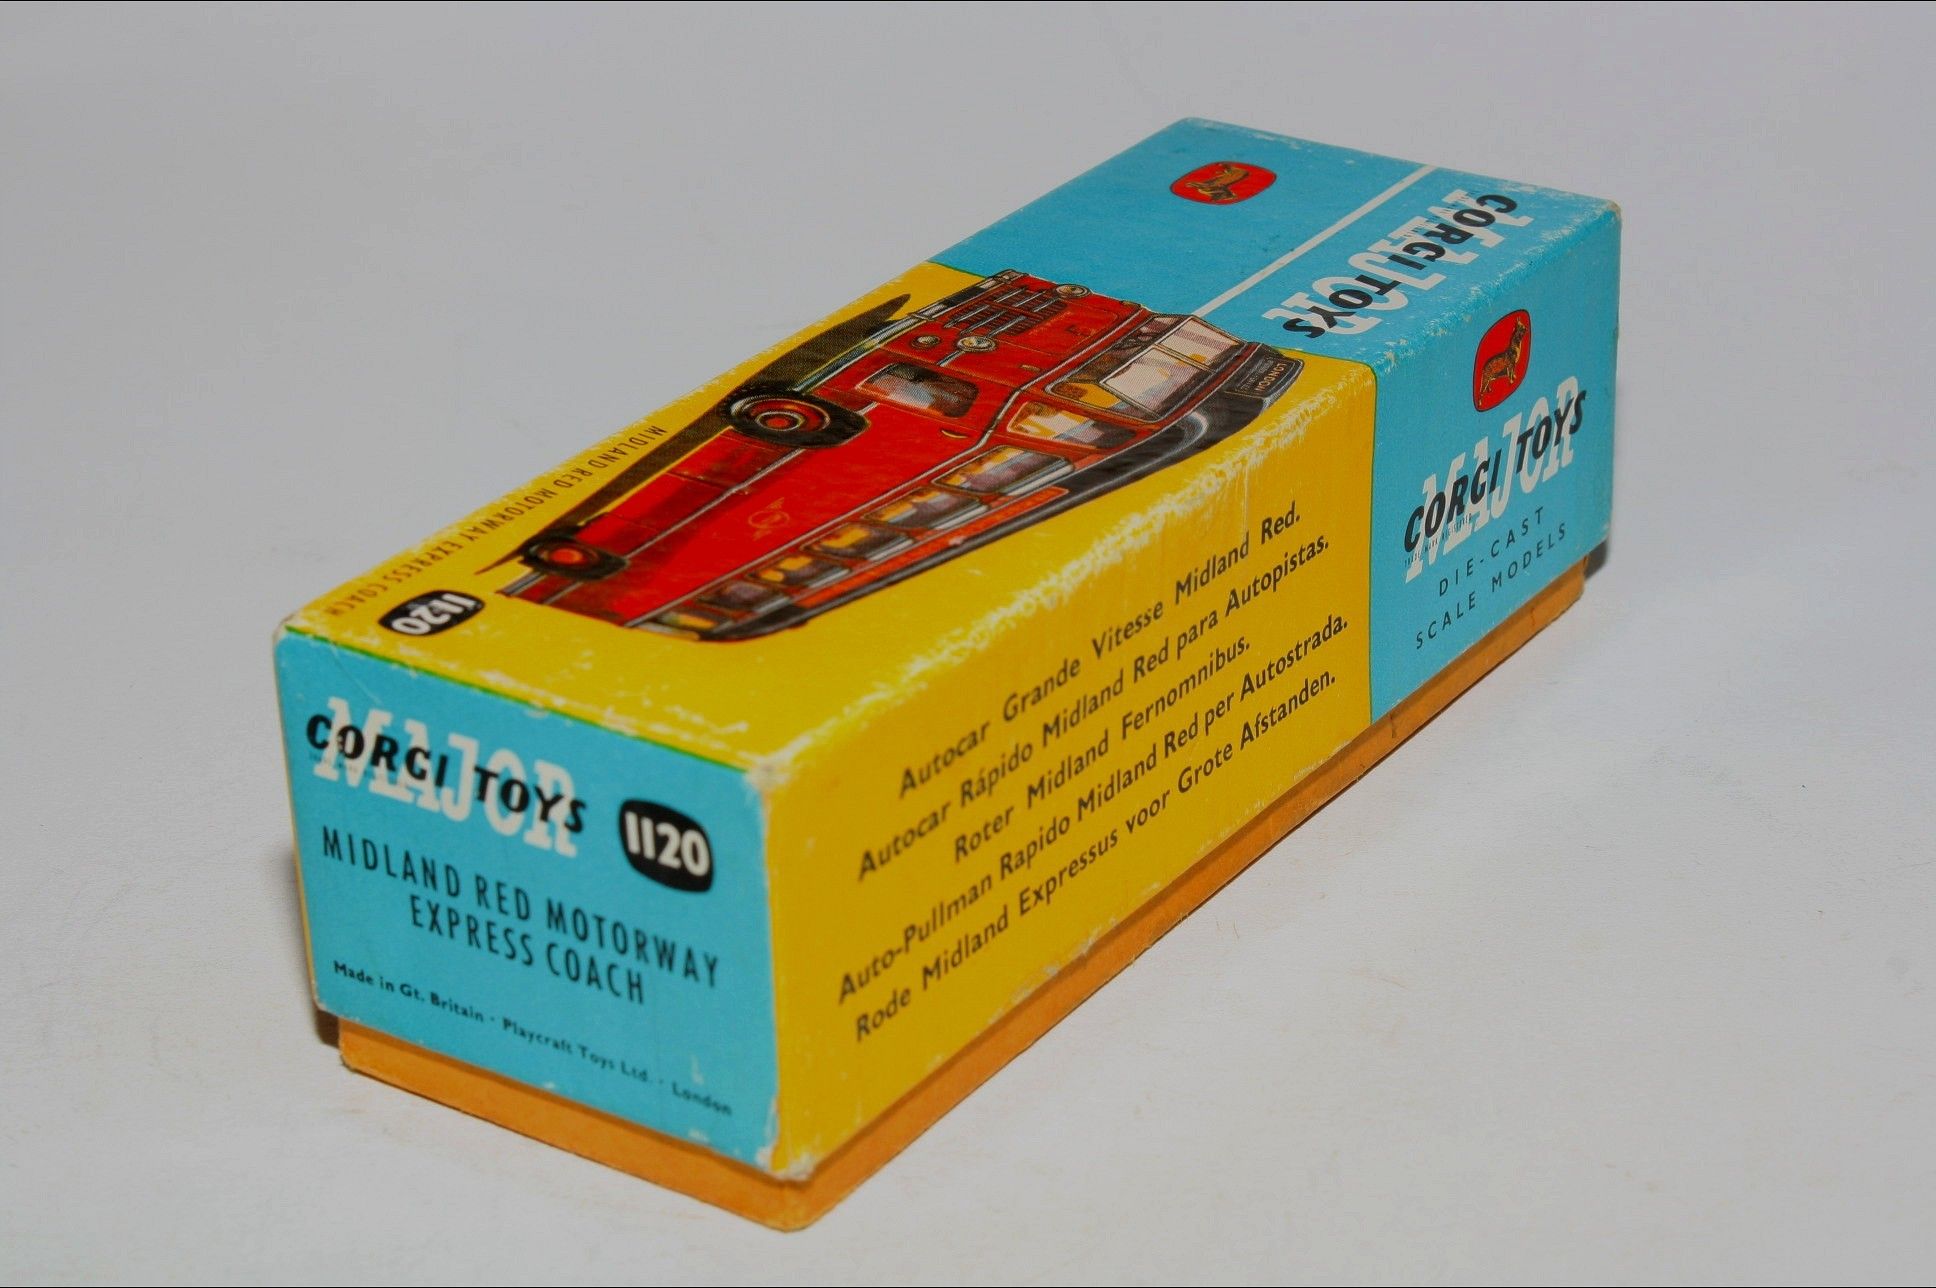 CORGI TOYS
MAJOR
LONDON
MIDLAND RED MOTORWAY EXPRESS COACH
1120
CORGI TOYS
MAJOR
DIE-CAST
SCALE MODELS
Autocar Grande Vitesse Midland Red.
Autocar Rápido Midland Red para Autopistas.
Roter Midland Fernomnibus.
Auto-Pullman Rapido Midland Red per Autostrada.
Rode Midland Expressus voor Grote Afstanden.
CORGI TOYS
MAJOR
1120
MIDLAND RED MOTORWAY
EXPRESS COACH
Made in Gt. Britain · Playcraft Toys Ltd. · London